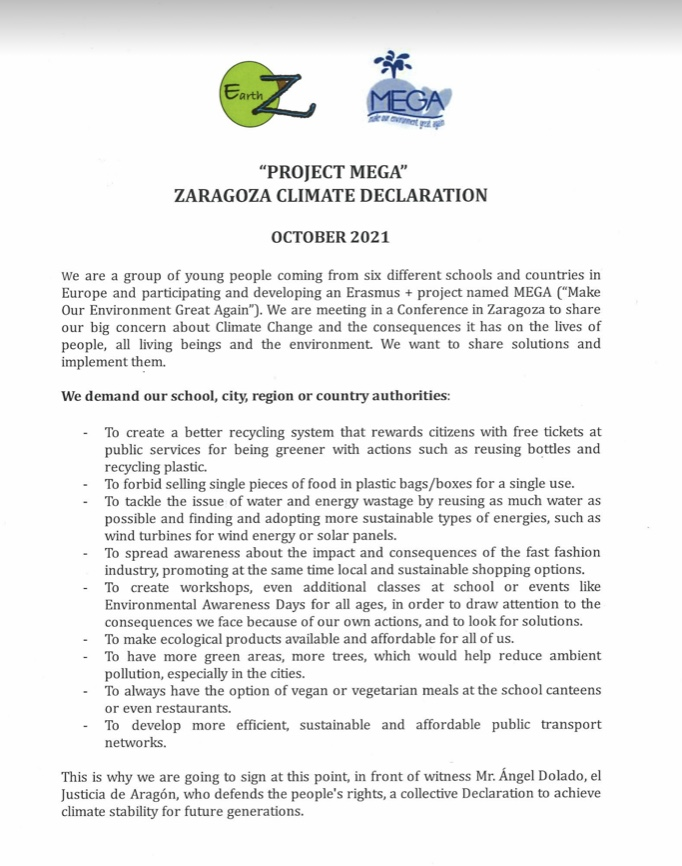 Earth Z
MEGA
make our environment great again
“PROJECT MEGA”
ZARAGOZA CLIMATE DECLARATION
OCTOBER 2021
We are a group of young people coming from six different schools and countries in
Europe and participating and developing an Erasmus + project named MEGA (“Make
Our Environment Great Again”). We are meeting in a Conference in Zaragoza to share
our big concern about Climate Change and the consequences it has on the lives of
people, all living beings and the environment. We want to share solutions and
implement them.
We demand our school, city, region or country authorities:
- To create a better recycling system that rewards citizens with free tickets at
public services for being greener with actions such as reusing bottles and
recycling plastic.
- To forbid selling single pieces of food in plastic bags/boxes for a single use.
- To tackle the issue of water and energy wastage by reusing as much water as
possible and finding and adopting more sustainable types of energies, such as
wind turbines for wind energy or solar panels.
- To spread awareness about the impact and consequences of the fast fashion
industry, promoting at the same time local and sustainable shopping options.
- To create workshops, even additional classes at school or events like
Environmental Awareness Days for all ages, in order to draw attention to the
consequences we face because of our own actions, and to look for solutions.
- To make ecological products available and affordable for all of us.
- To have more green areas, more trees, which would help reduce ambient
pollution, especially in the cities.
- To always have the option of vegan or vegetarian meals at the school canteens
or even restaurants.
- To develop more efficient, sustainable and affordable public transport
networks.
This is why we are going to sign at this point, in front of witness Mr. Ángel Dolado, el
Justicia de Aragón, who defends the people's rights, a collective Declaration to achieve
climate stability for future generations.